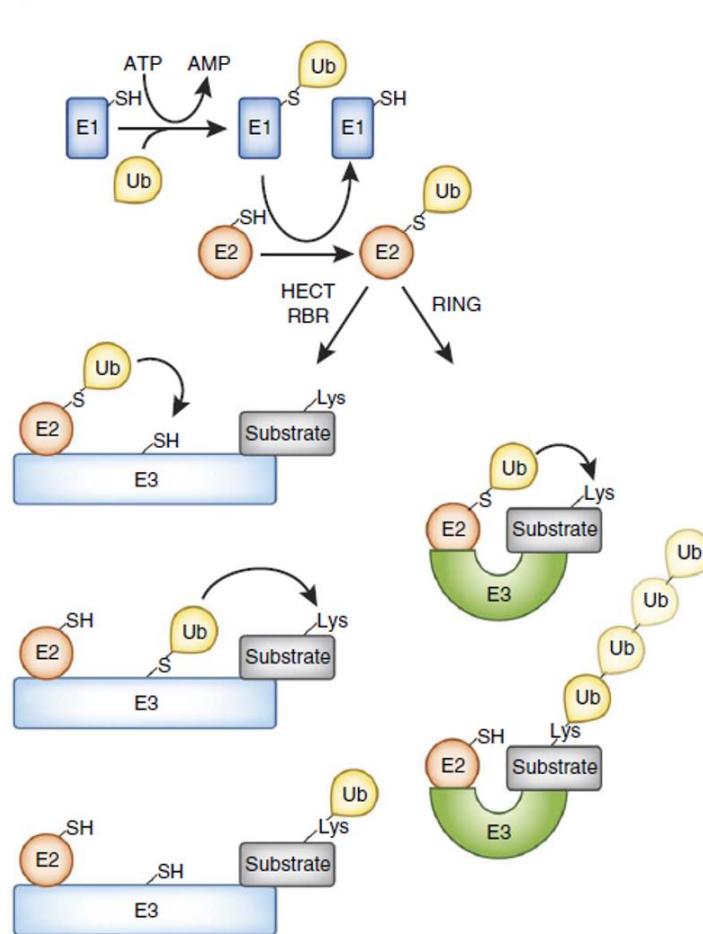 ATP AMP
Ub
SH S SH
E1 E1 E1
Ub
Ub
SH S
E2 E2
HECT
RBR
RING
Ub
S Lys
E2 SH Substrate
E3
Ub
S Lys
E2 Substrate
E3
SH Ub Lys
E2 S Substrate
E3
Ub
Ub
Ub
Ub
SH Lys
E2 Substrate
E3
Ub
SH Lys
E2 SH Substrate
E3